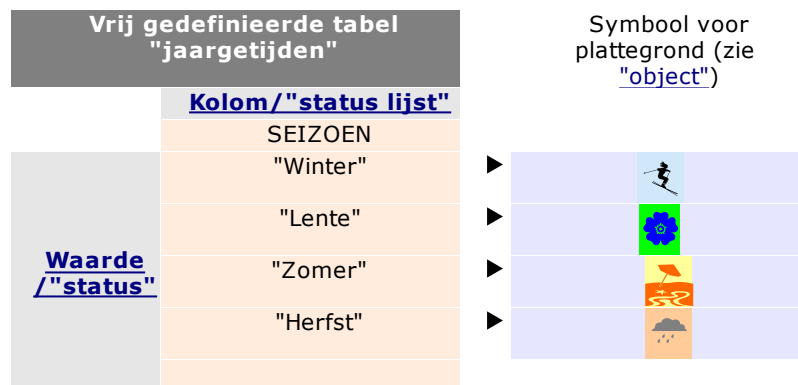 Vrij gedefinieerde tabel
"jaargetijden"
Symbool voor
plattegrond (zie
"object")
Kolom/"status lijst"
SEIZOEN
Waarde
/"status"
"Winter"
"Lente"
"Zomer"
"Herfst"